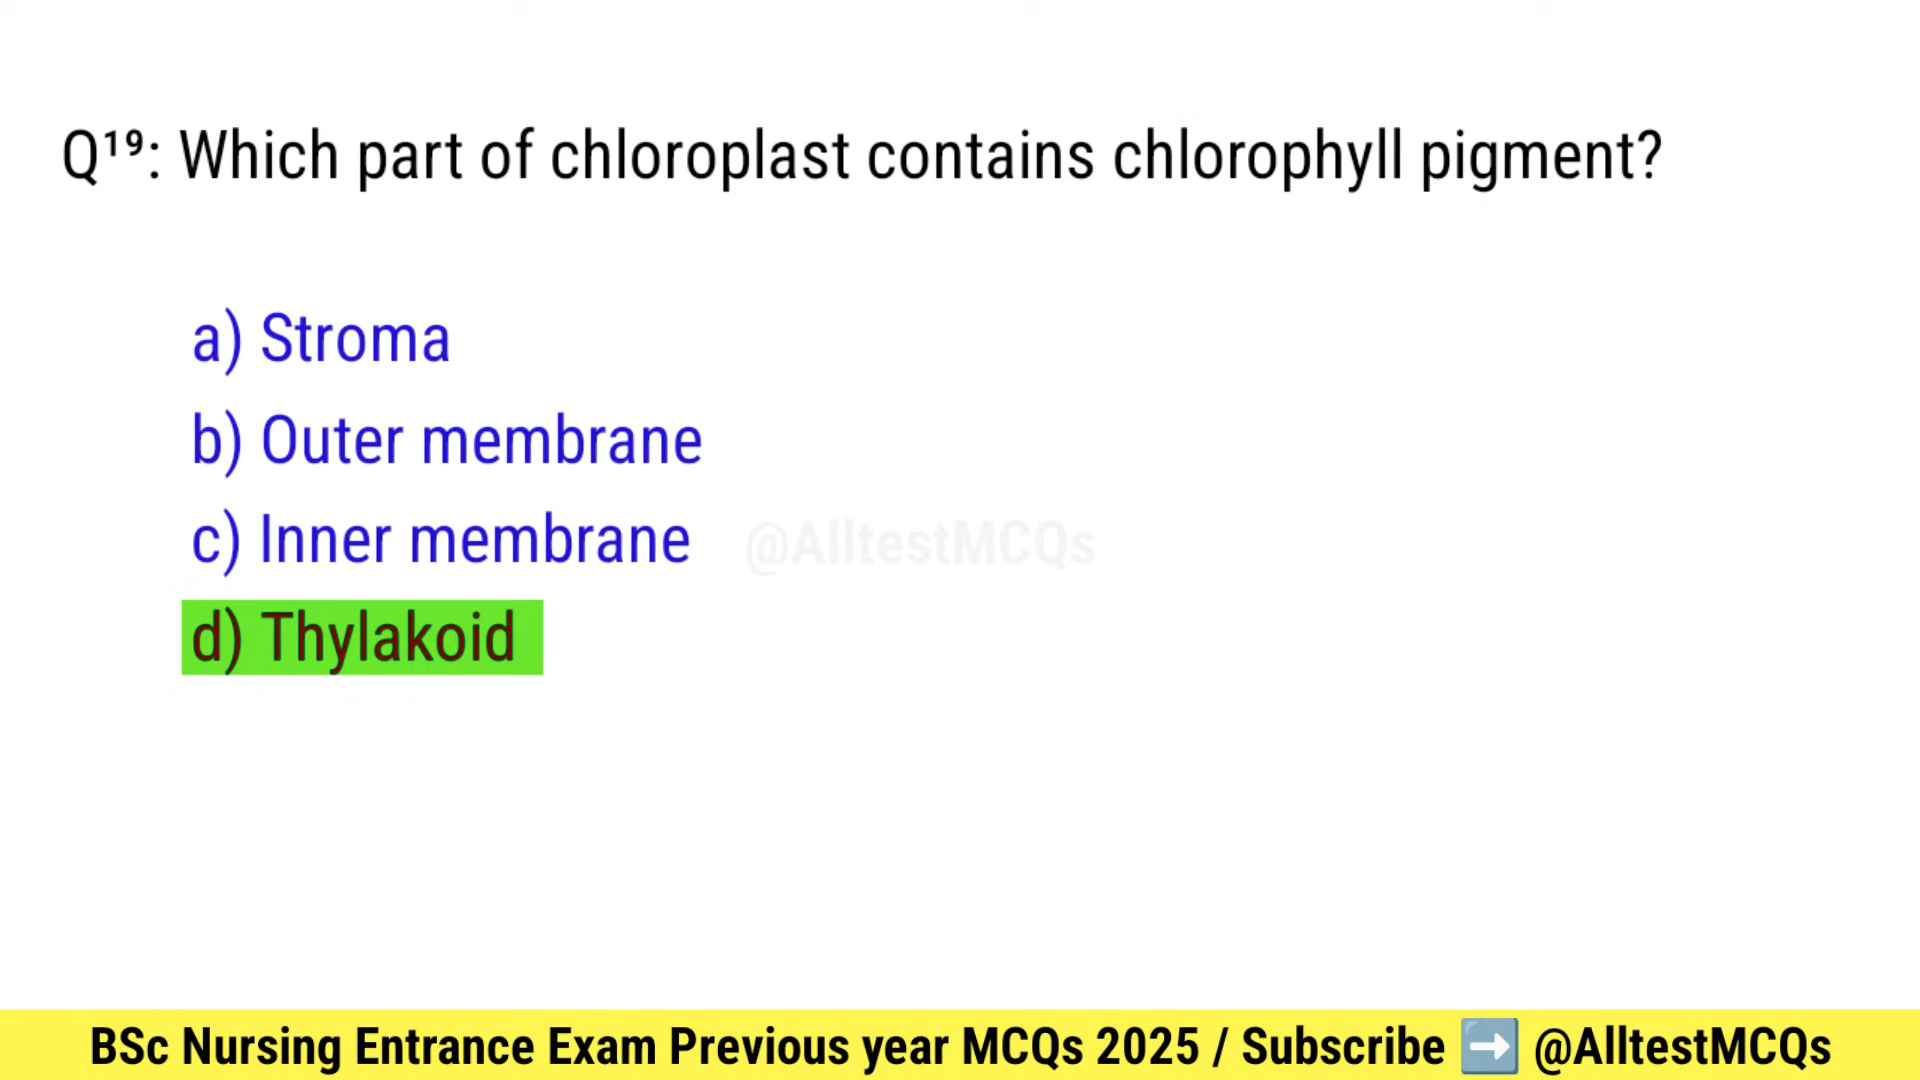 Q¹⁹: Which part of chloroplast contains chlorophyll pigment?
a) Stroma
b) Outer membrane
c) Inner membrane
@AlltestMCQs
d) Thylakoid
BSc Nursing Entrance Exam Previous year MCQs 2025 / Subscribe ➡️ @AlltestMCQs